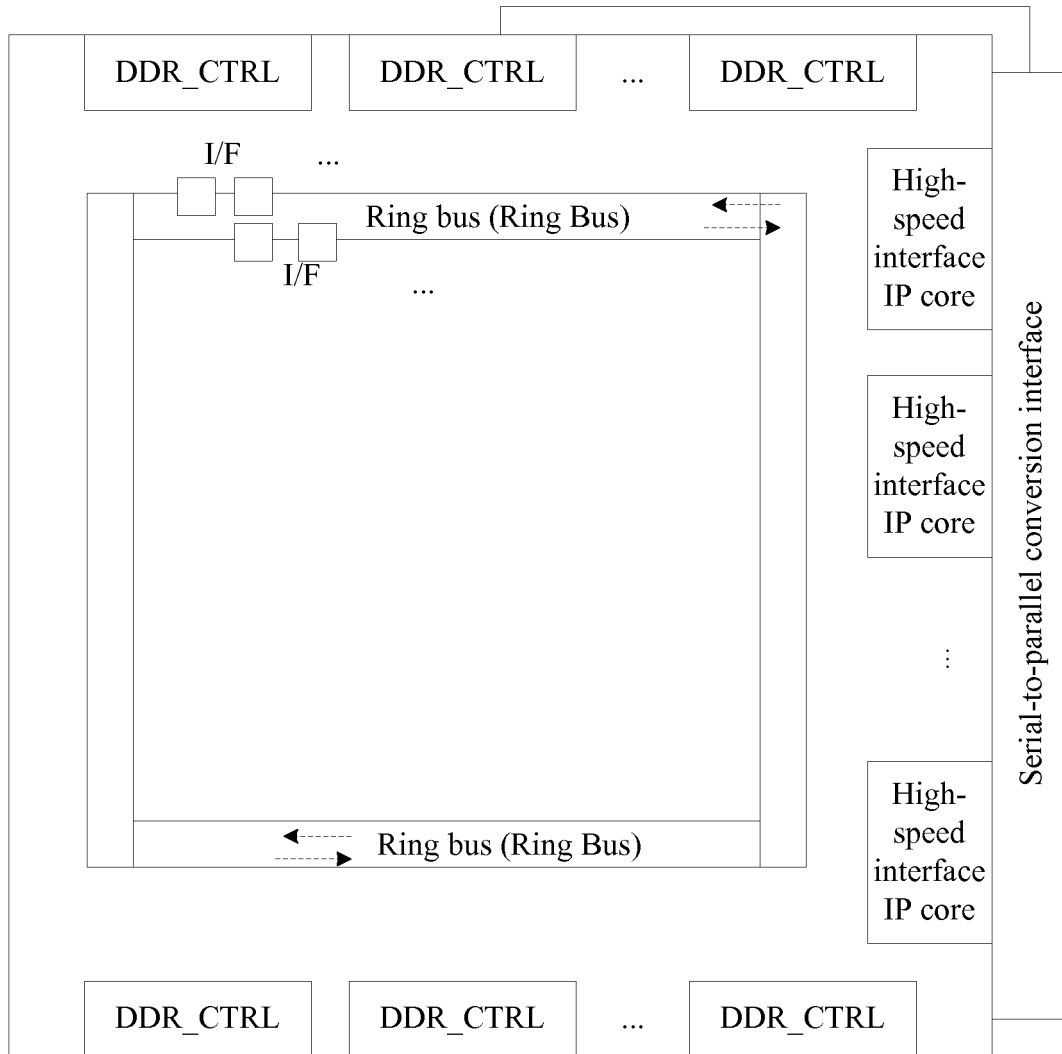 DDR_CTRL DDR_CTRL ... DDR_CTRL
I/F ...
Ring bus (Ring Bus)
I/F ...
High-
speed
interface
IP core
High-
speed
interface
IP core
...
High-
speed
interface
IP core
Serial-to-parallel conversion interface
Ring bus (Ring Bus)
DDR_CTRL DDR_CTRL ... DDR_CTRL